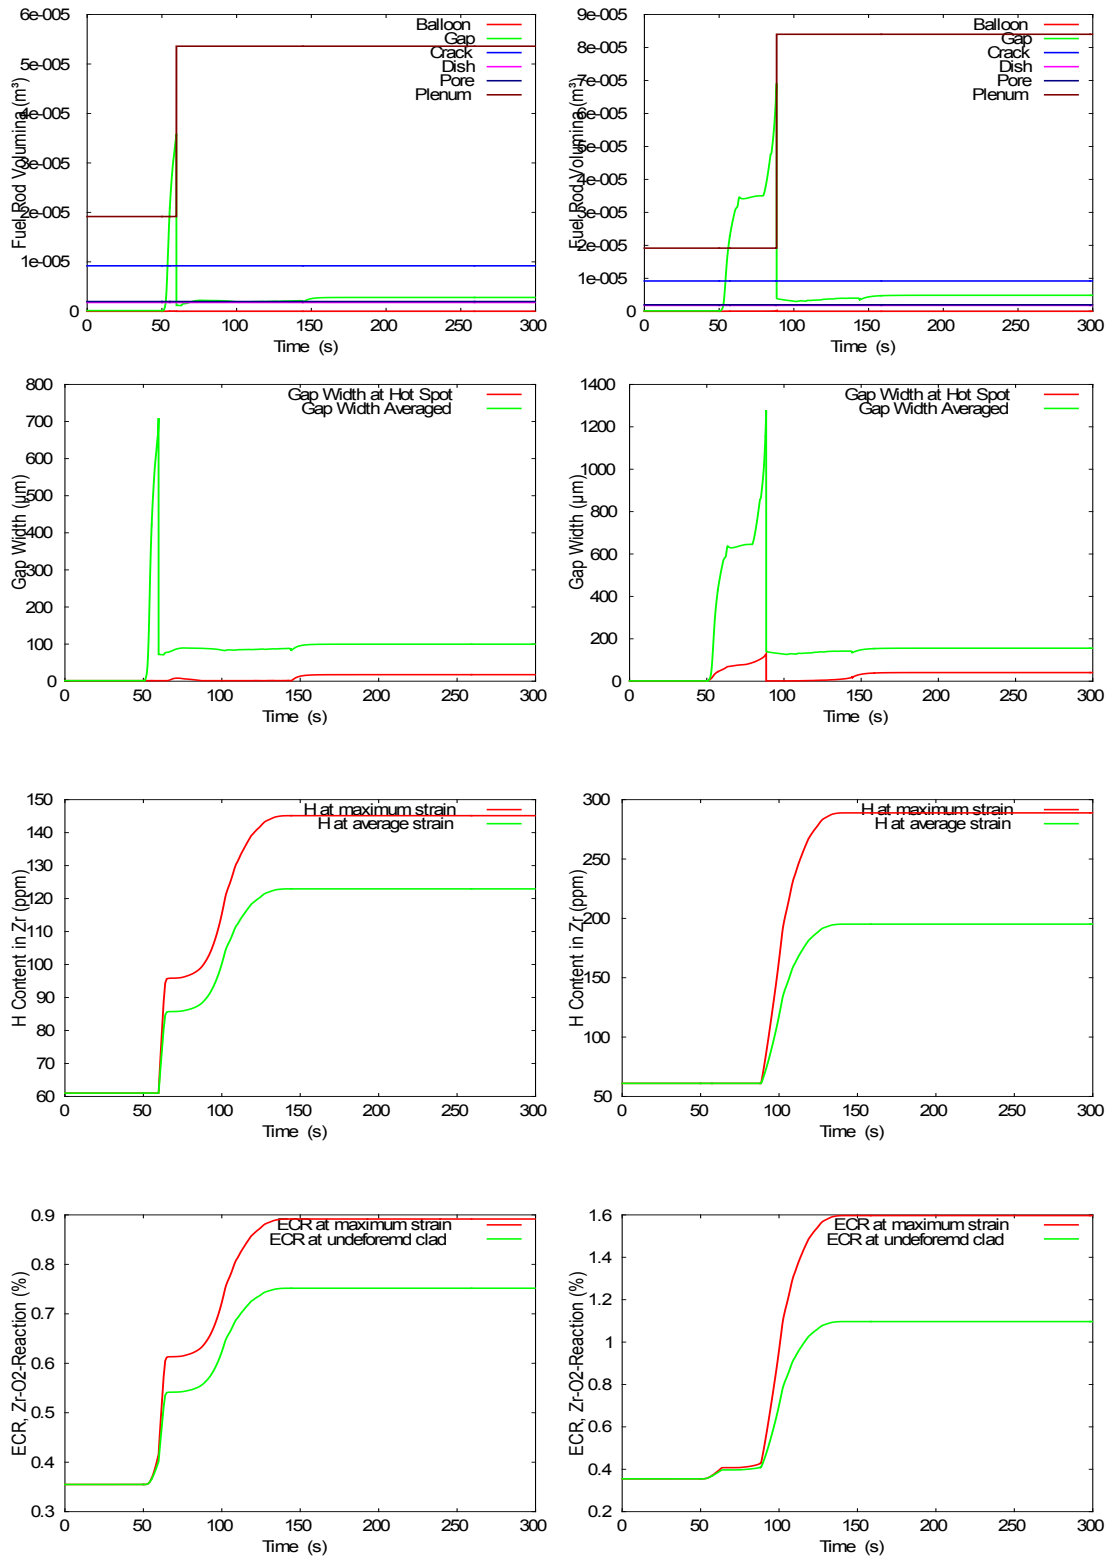 6e-005
5e-005
4e-005
3e-005
2e-005
1e-005
0
Fuel Rod Volumina (m³)
Balloon
Gap
Crack
Dish
Pore
Plenum
0 50 100 150 200 250 300
Time (s)
9e-005
8e-005
7e-005
6e-005
5e-005
4e-005
3e-005
2e-005
1e-005
0
Fuel Rod Volumina (m³)
Balloon
Gap
Crack
Dish
Pore
Plenum
0 50 100 150 200 250 300
Time (s)
800
700
600
500
400
300
200
100
0
Gap Width (µm)
Gap Width at Hot Spot
Gap Width Averaged
0 50 100 150 200 250 300
Time (s)
1400
1200
1000
800
600
400
200
0
Gap Width (µm)
Gap Width at Hot Spot
Gap Width Averaged
0 50 100 150 200 250 300
Time (s)
150
140
130
120
110
100
90
80
70
60
H Content in Zr (ppm)
H at maximum strain
H at average strain
0 50 100 150 200 250 300
Time (s)
300
250
200
150
100
50
H Content in Zr (ppm)
H at maximum strain
H at average strain
0 50 100 150 200 250 300
Time (s)
0.9
0.8
0.7
0.6
0.5
0.4
0.3
ECR, Zr-O2-Reaction (%)
ECR at maximum strain
ECR at undeforemd clad
0 50 100 150 200 250 300
Time (s)
1.6
1.4
1.2
1
0.8
0.6
0.4
0.2
ECR, Zr-O2-Reaction (%)
ECR at maximum strain
ECR at undeforemd clad
0 50 100 150 200 250 300
Time (s)